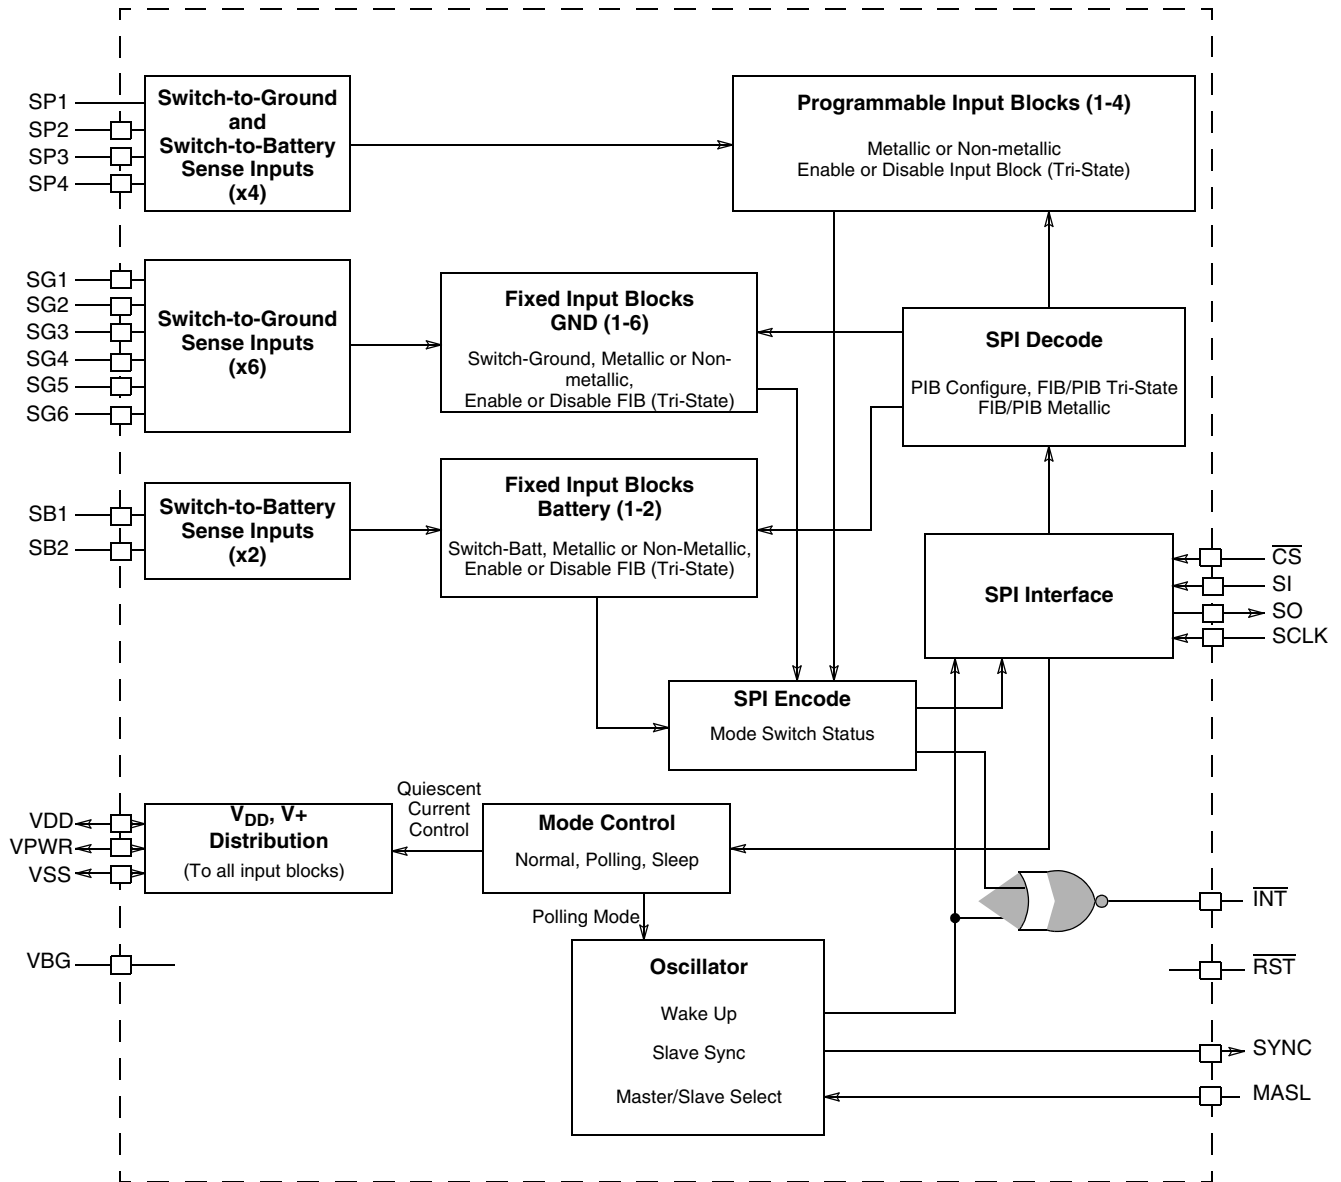 SP1
SP2
SP3
SP4
Switch-to-Ground
and
Switch-to-Battery
Sense Inputs
(x4)
Programmable Input Blocks (1-4)
Metallic or Non-metallic
Enable or Disable Input Block (Tri-State)
SG1
SG2
SG3
SG4
SG5
SG6
Switch-to-Ground
Sense Inputs
(x6)
Fixed Input Blocks
GND (1-6)
Switch-Ground, Metallic or Non-
metallic,
Enable or Disable FIB (Tri-State)
SPI Decode
PIB Configure, FIB/PIB Tri-State
FIB/PIB Metallic
SB1
SB2
Switch-to-Battery
Sense Inputs
(x2)
Fixed Input Blocks
Battery (1-2)
Switch-Batt, Metallic or Non-Metallic,
Enable or Disable FIB (Tri-State)
SPI Interface
CS
SI
SO
SCLK
SPI Encode
Mode Switch Status
VDD
VPWR
VSS
VDD, V+
Distribution
(To all input blocks)
Quiescent
Current
Control
Mode Control
Normal, Polling, Sleep
Polling Mode
INT
VBG
RST
Oscillator
Wake Up
Slave Sync
Master/Slave Select
SYNC
MASL